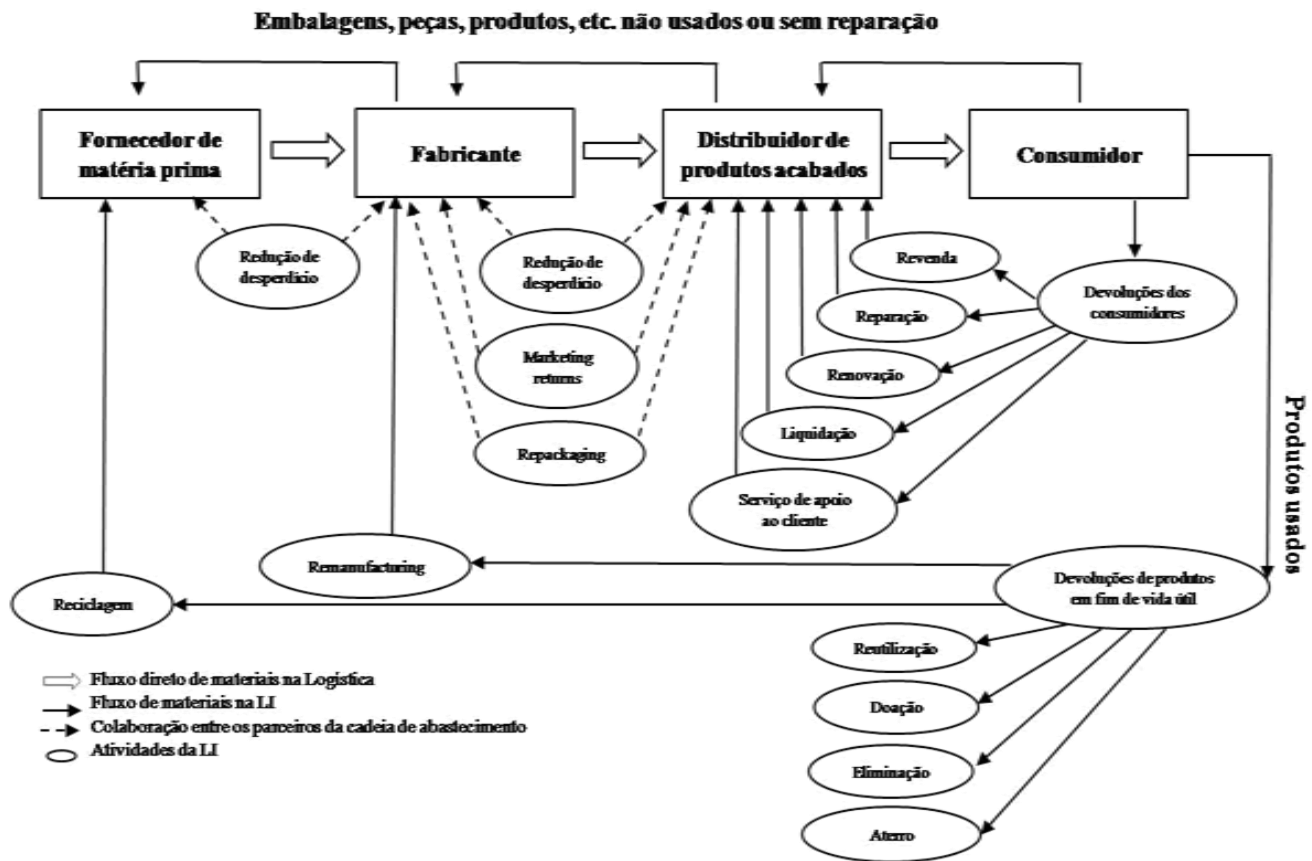 Embalagens, peças, produtos, etc. não usados ou sem reparação
Fornecedor de
matéria prima
Fabricante
Distribuidor de
produtos acabados
Consumidor
Redução de
desperdício
Redução de
desperdício
Marketing
returns
Repackaging
Revenda
Reparação
Renovação
Liquidação
Serviço de apoio
ao cliente
Devoluções dos
consumidores
Produtos usados
Remanufacturing
Reciclagem
Devoluções de produtos
em fim de vida útil
Reutilização
Doação
Eliminação
Aterro
Fluxo direto de materiais na Logística
Fluxo de materiais na LI
Colaboração entre os parceiros da cadeia de abastecimento
Atividades da LI